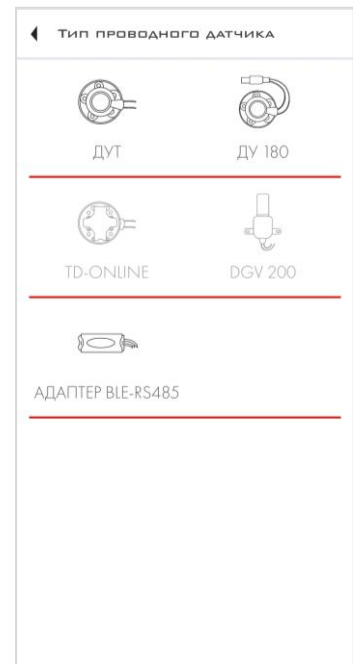 Тип проводного датчика
ДУТ ДУ 180
TD-ONLINE DGV 200
АДАПТЕР BLE-RS485